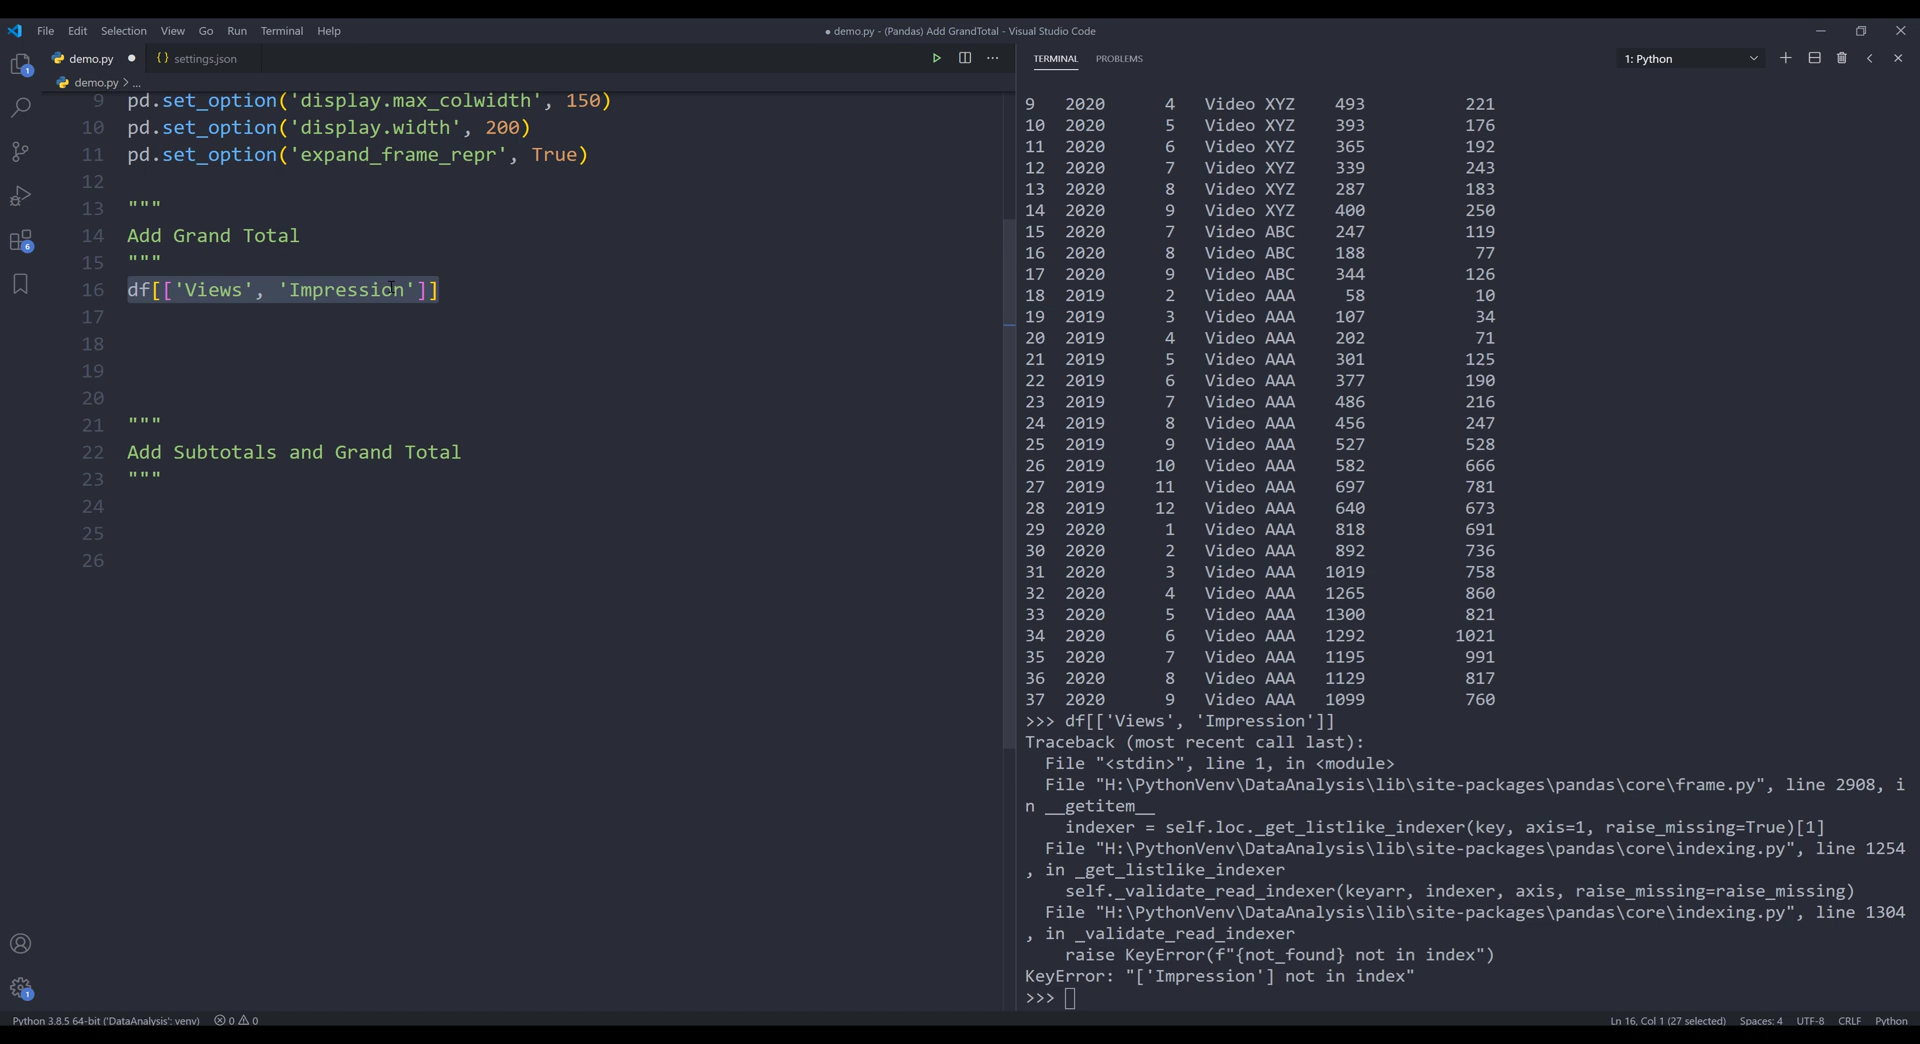 File Edit Selection View Go Run Terminal Help
● demo.py - (Pandas) Add GrandTotal - Visual Studio Code
demo.py ●
{} settings.json
demo.py > ...
9 pd.set_option('display.max_colwidth', 150)
10 pd.set_option('display.width', 200)
11 pd.set_option('expand_frame_repr', True)
12
13 """
14 Add Grand Total
15 """
16 df[['Views', 'Impression']]
17
18
19
20
21 """
22 Add Subtotals and Grand Total
23 """
24
25
26
TERMINAL PROBLEMS
1: Python
9 2020 4 Video XYZ 493 221
10 2020 5 Video XYZ 393 176
11 2020 6 Video XYZ 365 192
12 2020 7 Video XYZ 339 243
13 2020 8 Video XYZ 287 183
14 2020 9 Video XYZ 400 250
15 2020 7 Video ABC 247 119
16 2020 8 Video ABC 188 77
17 2020 9 Video ABC 344 126
18 2019 2 Video AAA 58 10
19 2019 3 Video AAA 107 34
20 2019 4 Video AAA 202 71
21 2019 5 Video AAA 301 125
22 2019 6 Video AAA 377 190
23 2019 7 Video AAA 486 216
24 2019 8 Video AAA 456 247
25 2019 9 Video AAA 527 528
26 2019 10 Video AAA 582 666
27 2019 11 Video AAA 697 781
28 2019 12 Video AAA 640 673
29 2020 1 Video AAA 818 691
30 2020 2 Video AAA 892 736
31 2020 3 Video AAA 1019 758
32 2020 4 Video AAA 1265 860
33 2020 5 Video AAA 1300 821
34 2020 6 Video AAA 1292 1021
35 2020 7 Video AAA 1195 991
36 2020 8 Video AAA 1129 817
37 2020 9 Video AAA 1099 760
>>> df[['Views', 'Impression']]
Traceback (most recent call last):
File "<stdin>", line 1, in <module>
File "H:\PythonVenv\DataAnalysis\lib\site-packages\pandas\core\frame.py", line 2908, i
n __getitem__
indexer = self.loc._get_listlike_indexer(key, axis=1, raise_missing=True)[1]
File "H:\PythonVenv\DataAnalysis\lib\site-packages\pandas\core\indexing.py", line 1254
, in _get_listlike_indexer
self._validate_read_indexer(keyarr, indexer, axis, raise_missing=raise_missing)
File "H:\PythonVenv\DataAnalysis\lib\site-packages\pandas\core\indexing.py", line 1304
, in _validate_read_indexer
raise KeyError(f"{not_found} not in index")
KeyError: "['Impression'] not in index"
>>>
1
6
1
Python 3.8.5 64-bit ('DataAnalysis': venv) 0 0
Ln 16, Col 1 (27 selected) Spaces: 4 UTF-8 CRLF Python